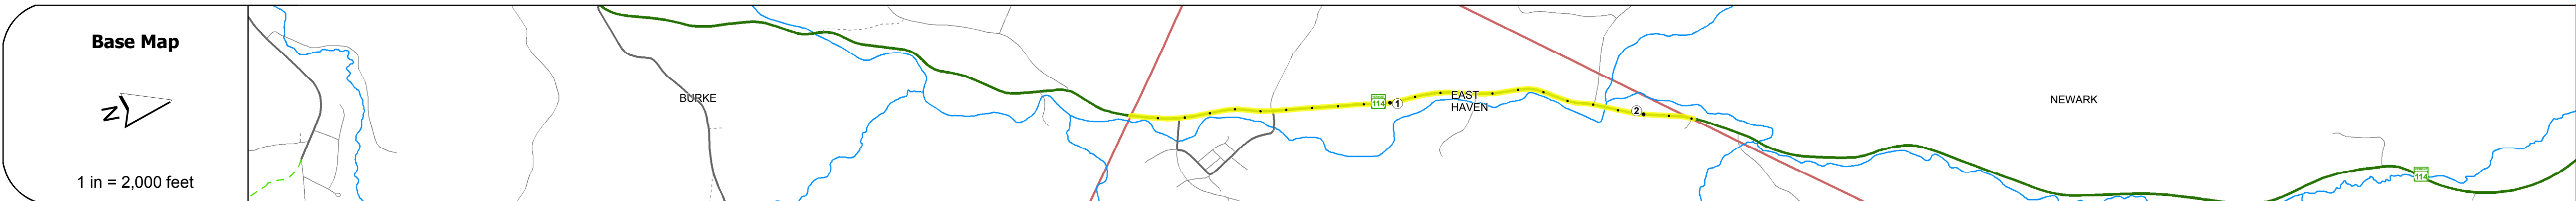 Base Map
N
1 in = 2,000 feet
BURKE
114
1
EAST
HAVEN
2
NEWARK
114